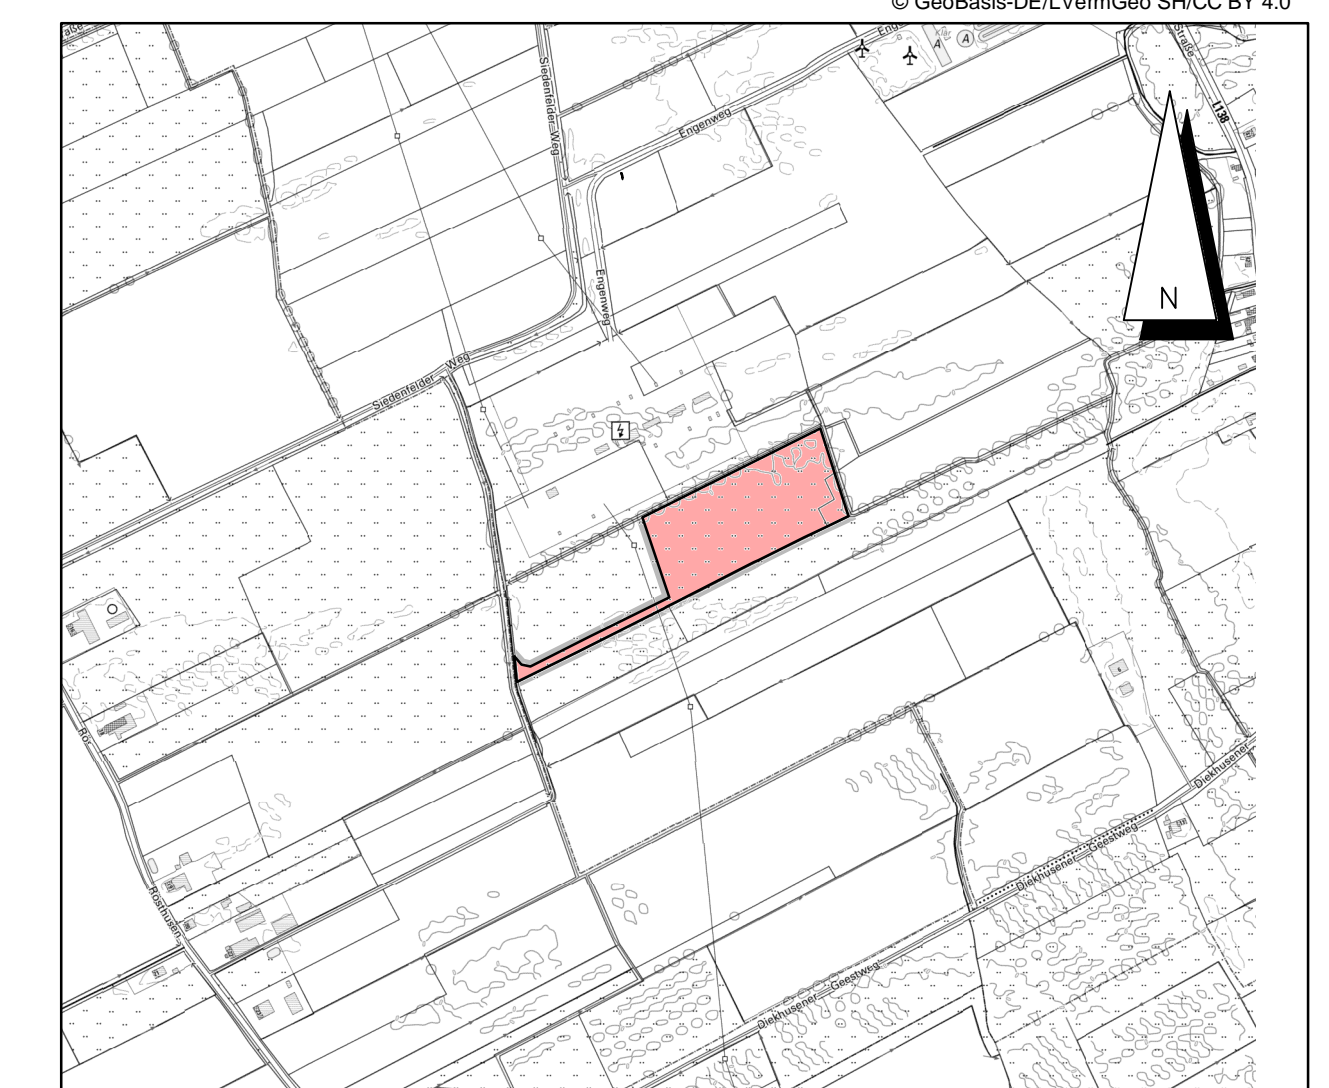 © GeoBasis-DE/LVermGeo SH/CC BY 4.0
Klär
A
A
Straße
L138
Siedenfelder Weg
Engenweg
Engenweg
N
Siedenfelder Weg
Rösthusen
Diekhusener
Diekhusener Geestweg
Diekhusener Geestweg